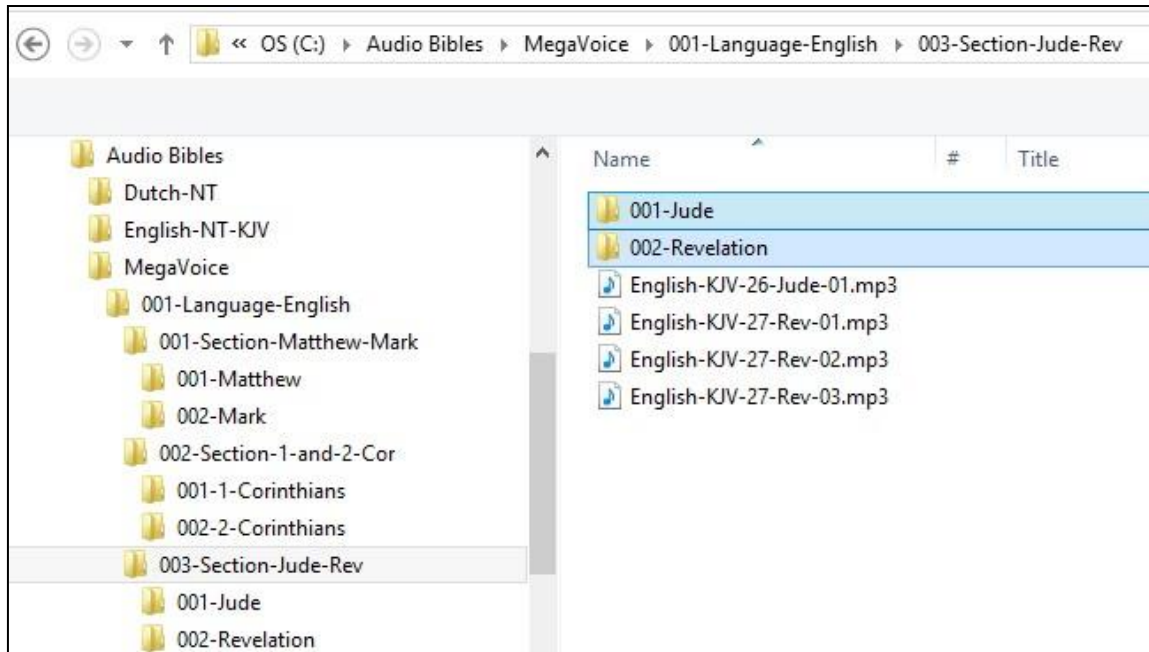 « OS (C:) Audio Bibles MegaVoice 001-Language-English 003-Section-Jude-Rev
Audio Bibles
Dutch-NT
English-NT-KJV
MegaVoice
001-Language-English
001-Section-Matthew-Mark
001-Matthew
002-Mark
002-Section-1-and-2-Cor
001-1-Corinthians
002-2-Corinthians
003-Section-Jude-Rev
001-Jude
002-Revelation
Name # Title
001-Jude
002-Revelation
English-KJV-26-Jude-01.mp3
English-KJV-27-Rev-01.mp3
English-KJV-27-Rev-02.mp3
English-KJV-27-Rev-03.mp3